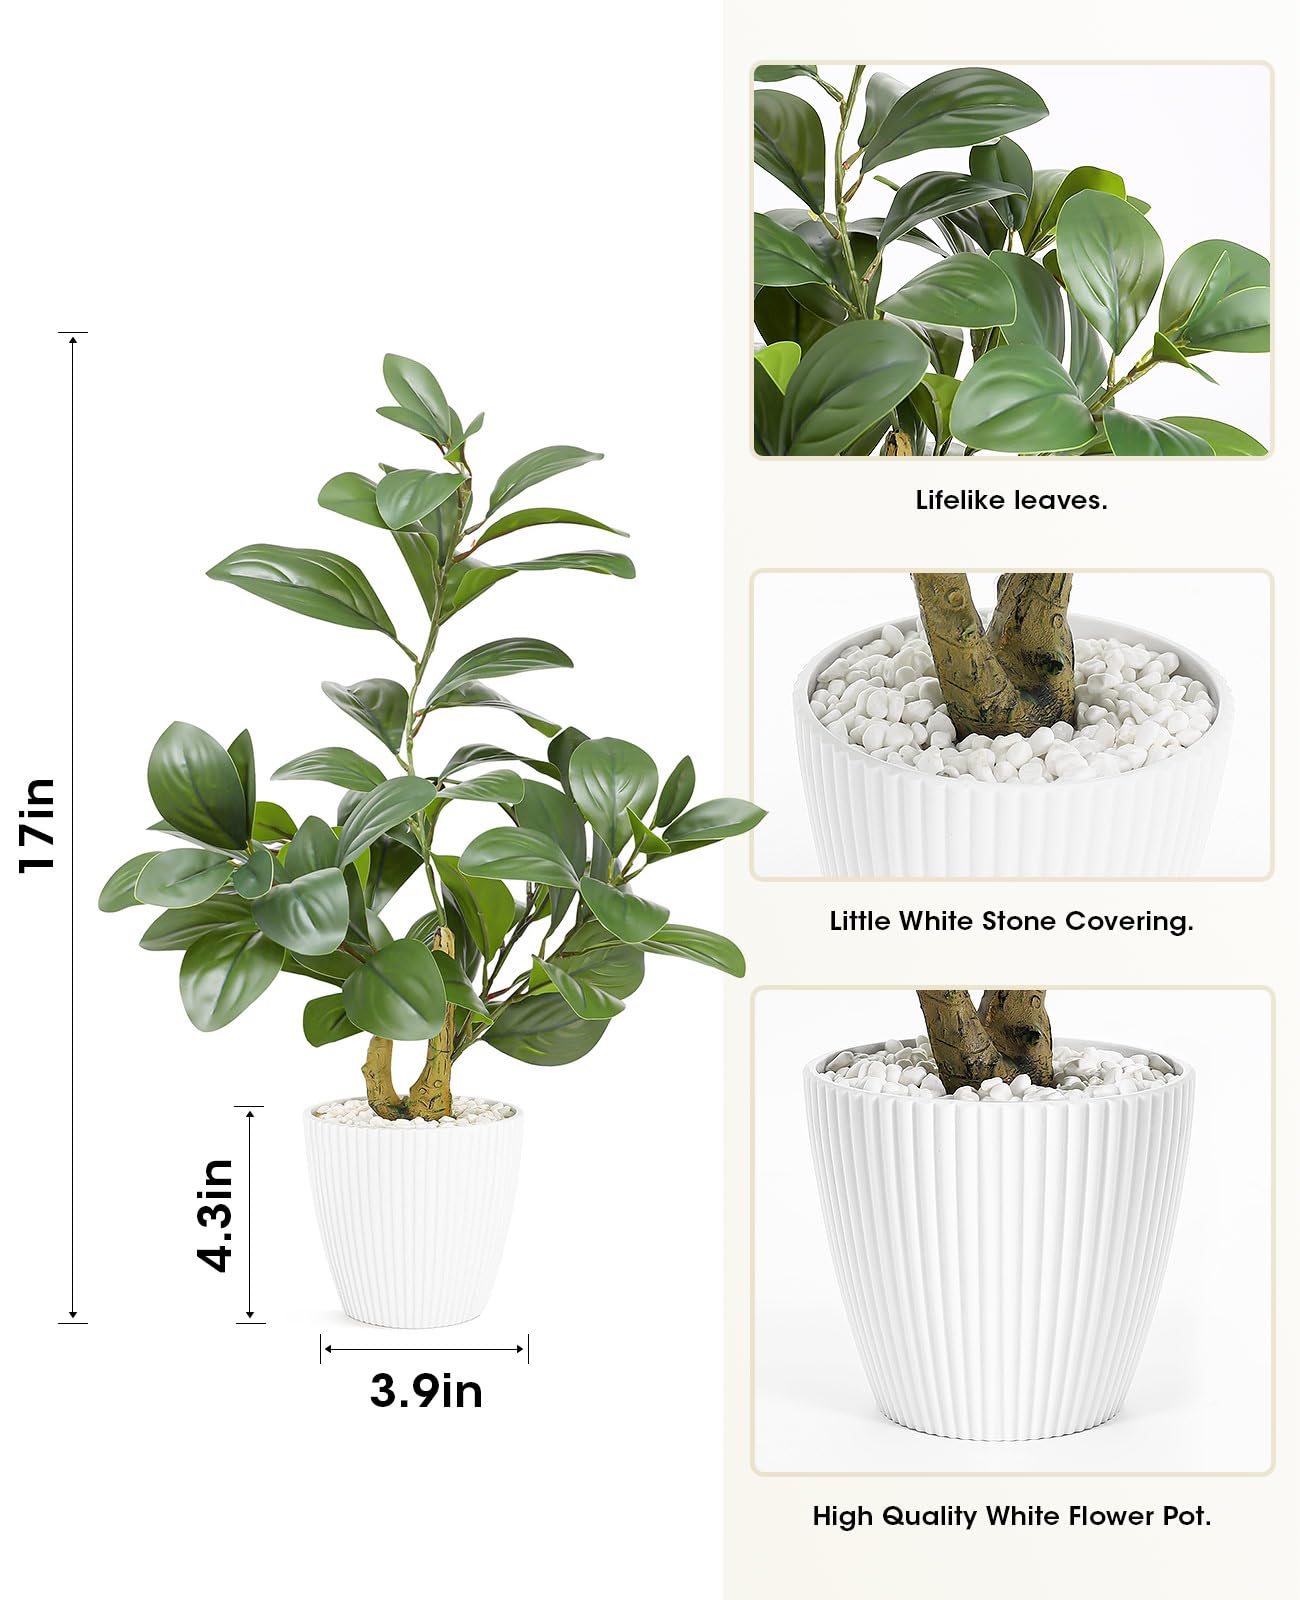 17in
4.3in
3.9in
Lifelike leaves.
Little White Stone Covering.
High Quality White Flower Pot.